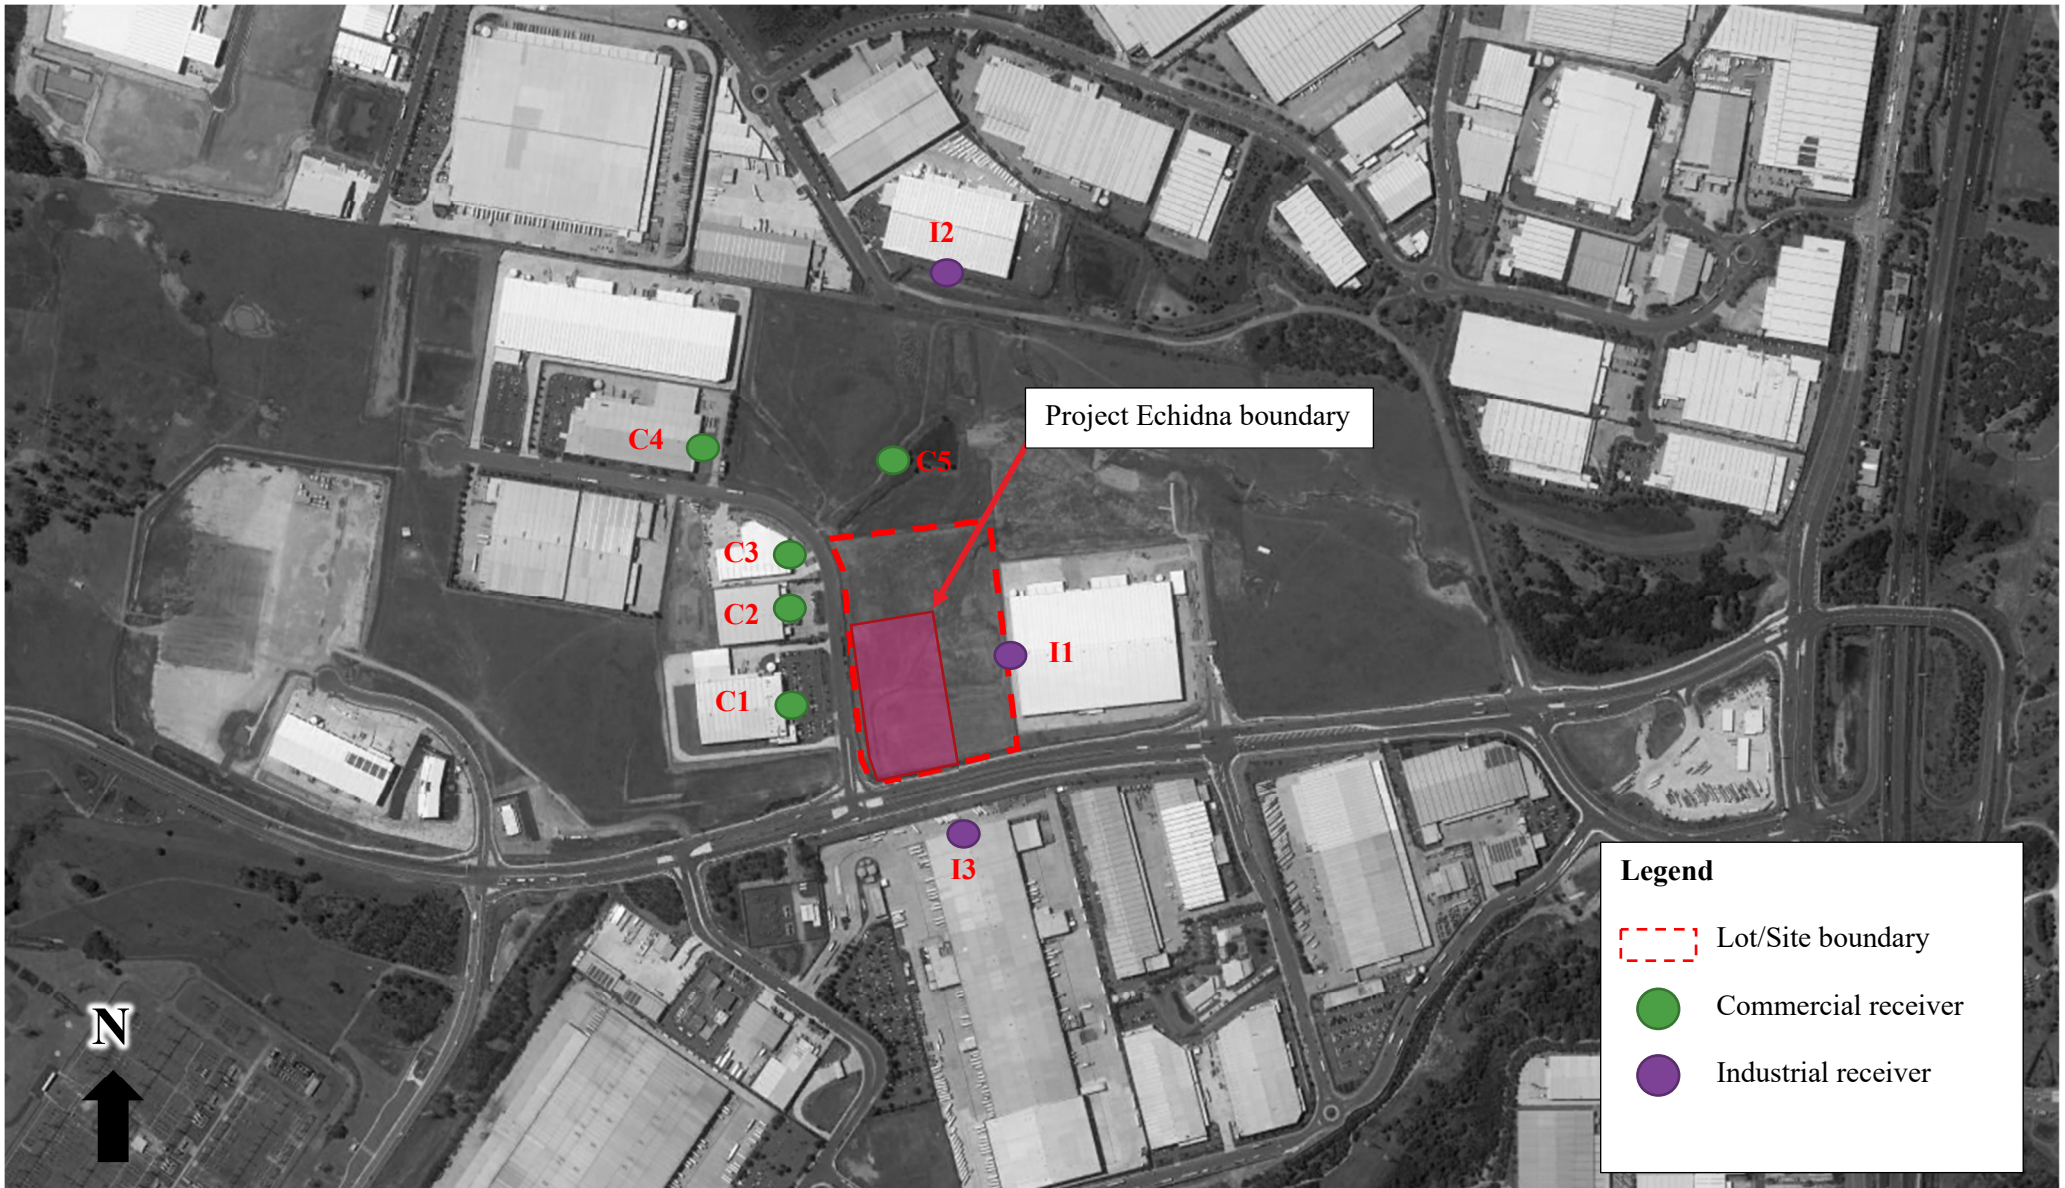 I2
Project Echidna boundary
C4
C5
C3
C2
I1
C1
I3
Legend
Lot/Site boundary
Commercial receiver
Industrial receiver
N